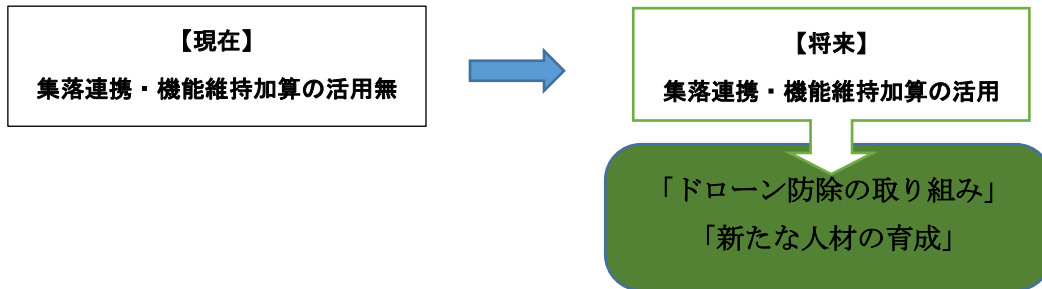 【現在】
集落連携・機能維持加算の活用無
【将来】
集落連携・機能維持加算の活用
「ドローン防除の取り組み」
「新たな人材の育成」